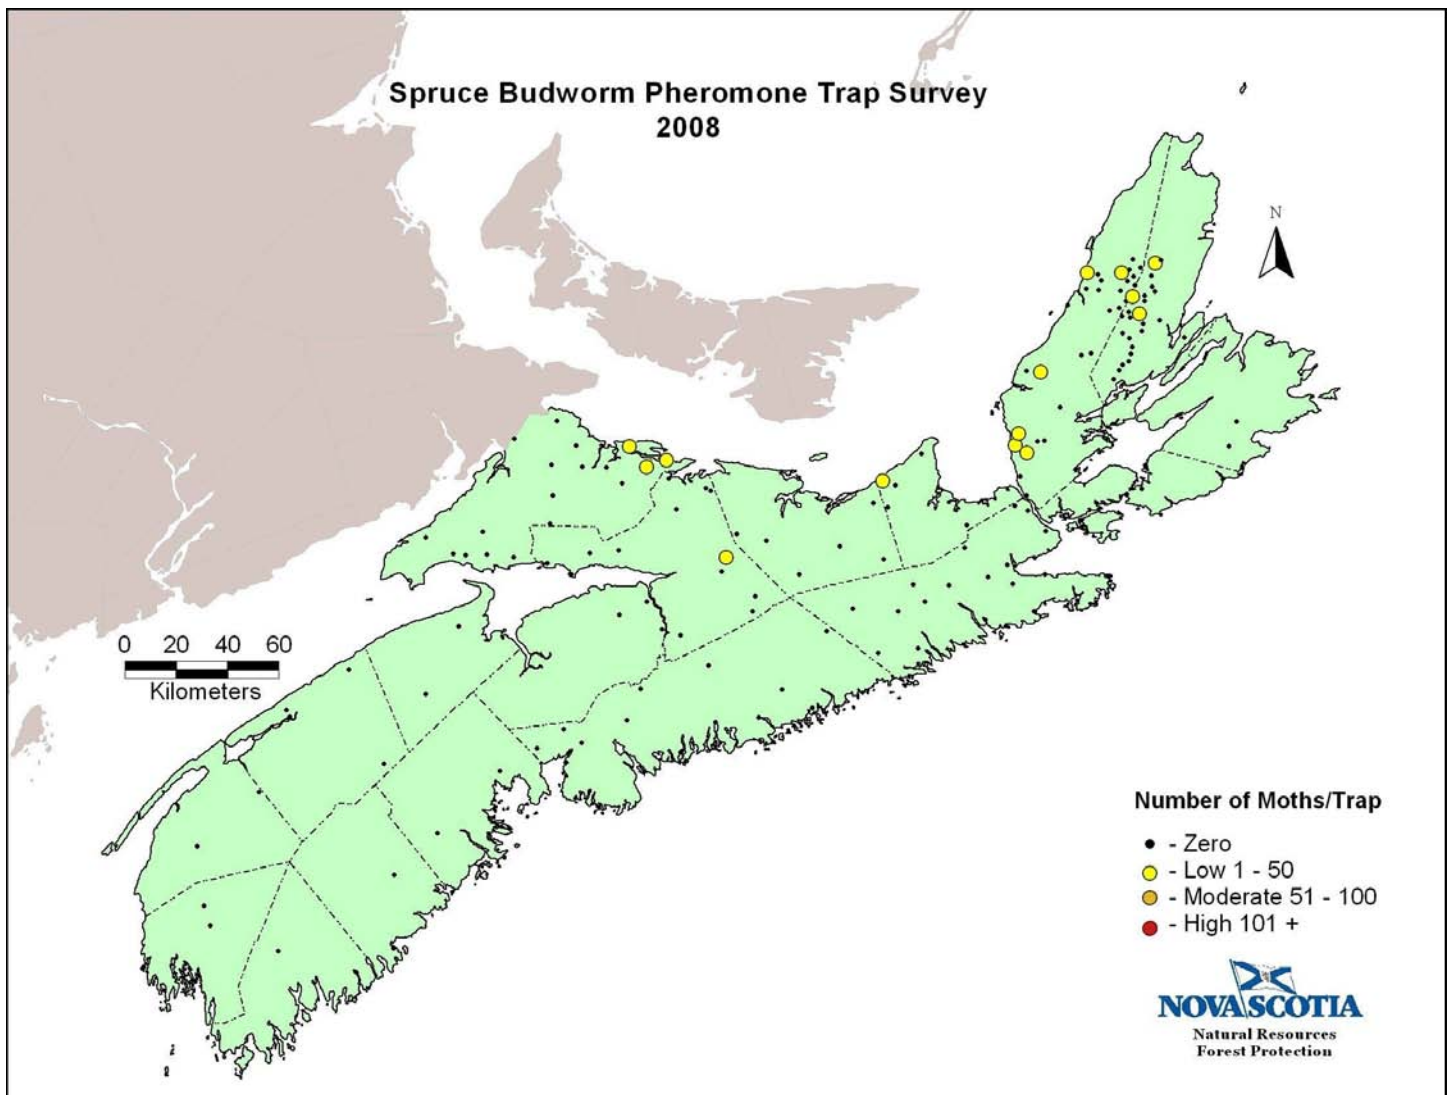 Spruce Budworm Pheromone Trap Survey
2008
N
0 20 40 60
Kilometers
Number of Moths/Trap
- Zero
- Low 1 - 50
- Moderate 51 - 100
- High 101 +
NOVA SCOTIA
Natural Resources
Forest Protection